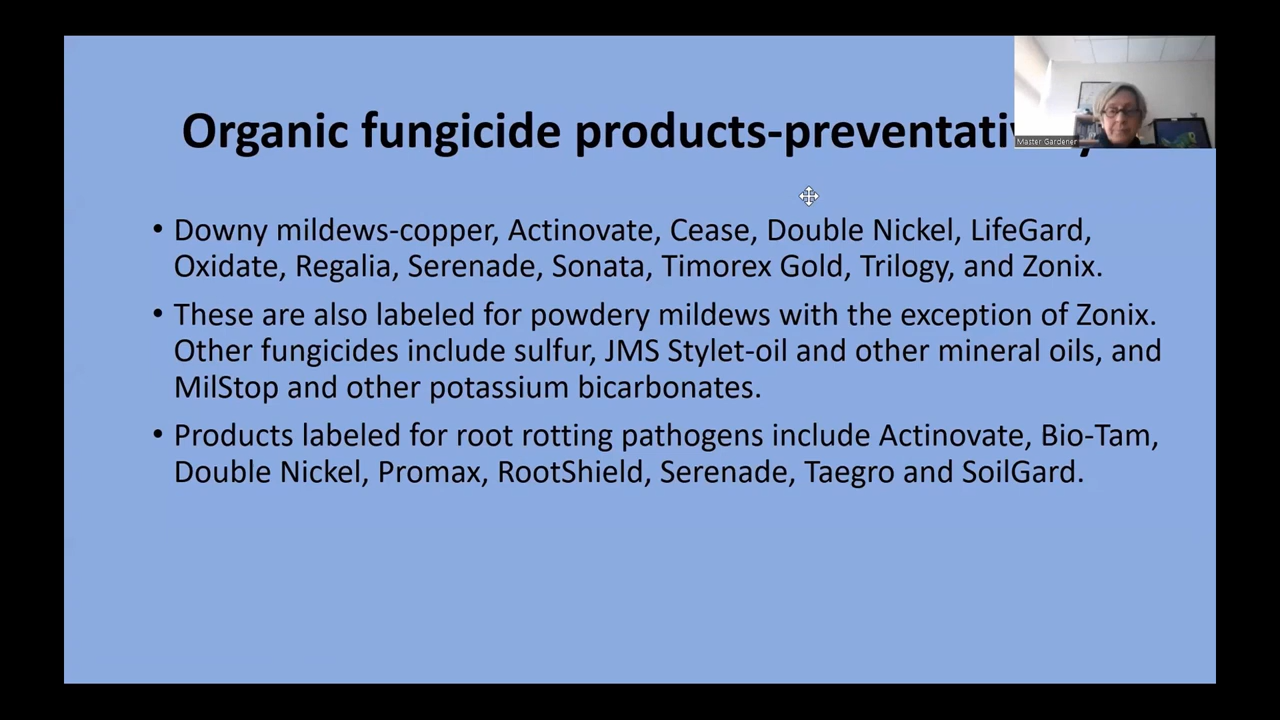 Organic fungicide products-
Master Gardener
• Downy mildews-copper, Actinovate, Cease, Double Nickel, LifeGard,
Oxidate, Regalia, Serenade, Sonata, Timorex Gold, Trilogy, and Zonix.
• These are also labeled for powdery mildews with the exception of Zonix.
Other fungicides include sulfur, JMS Stylet-oil and other mineral oils, and
MilStop and other potassium bicarbonates.
• Products labeled for root rotting pathogens include Actinovate, Bio-Tam,
Double Nickel, Promax, RootShield, Serenade, Taegro and SoilGard.